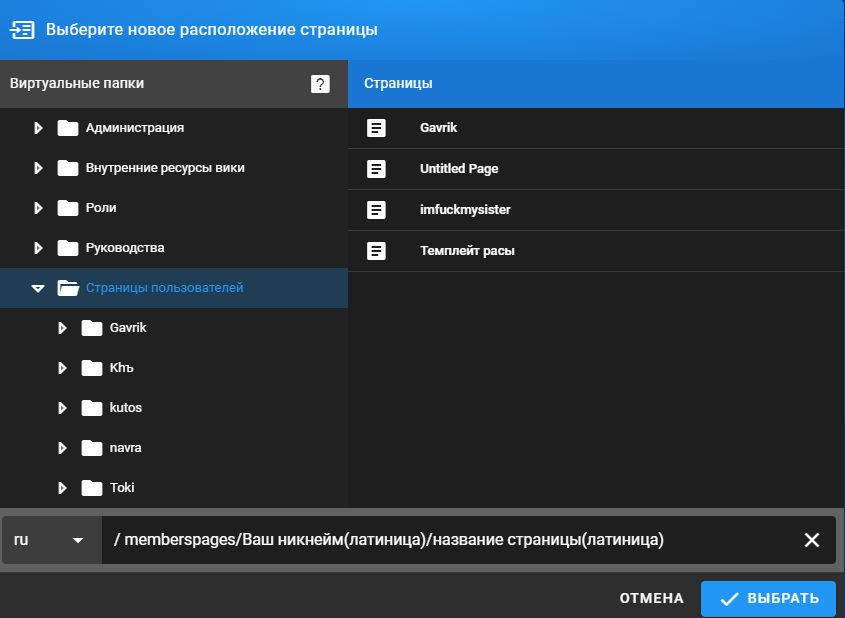 Выберите новое расположение страницы
Виртуальные папки
?
Страницы
Администрация
Внутренние ресурсы вики
Роли
Руководства
Страницы пользователей
Gavrik
Khъ
kutos
navra
Toki
Gavrik
Untitled Page
imfuckmysister
Темплейт расы
ru
/ memberspages/Ваш никнейм(латиница)/название страницы(латиница)
ОТМЕНА
ВЫБРАТЬ